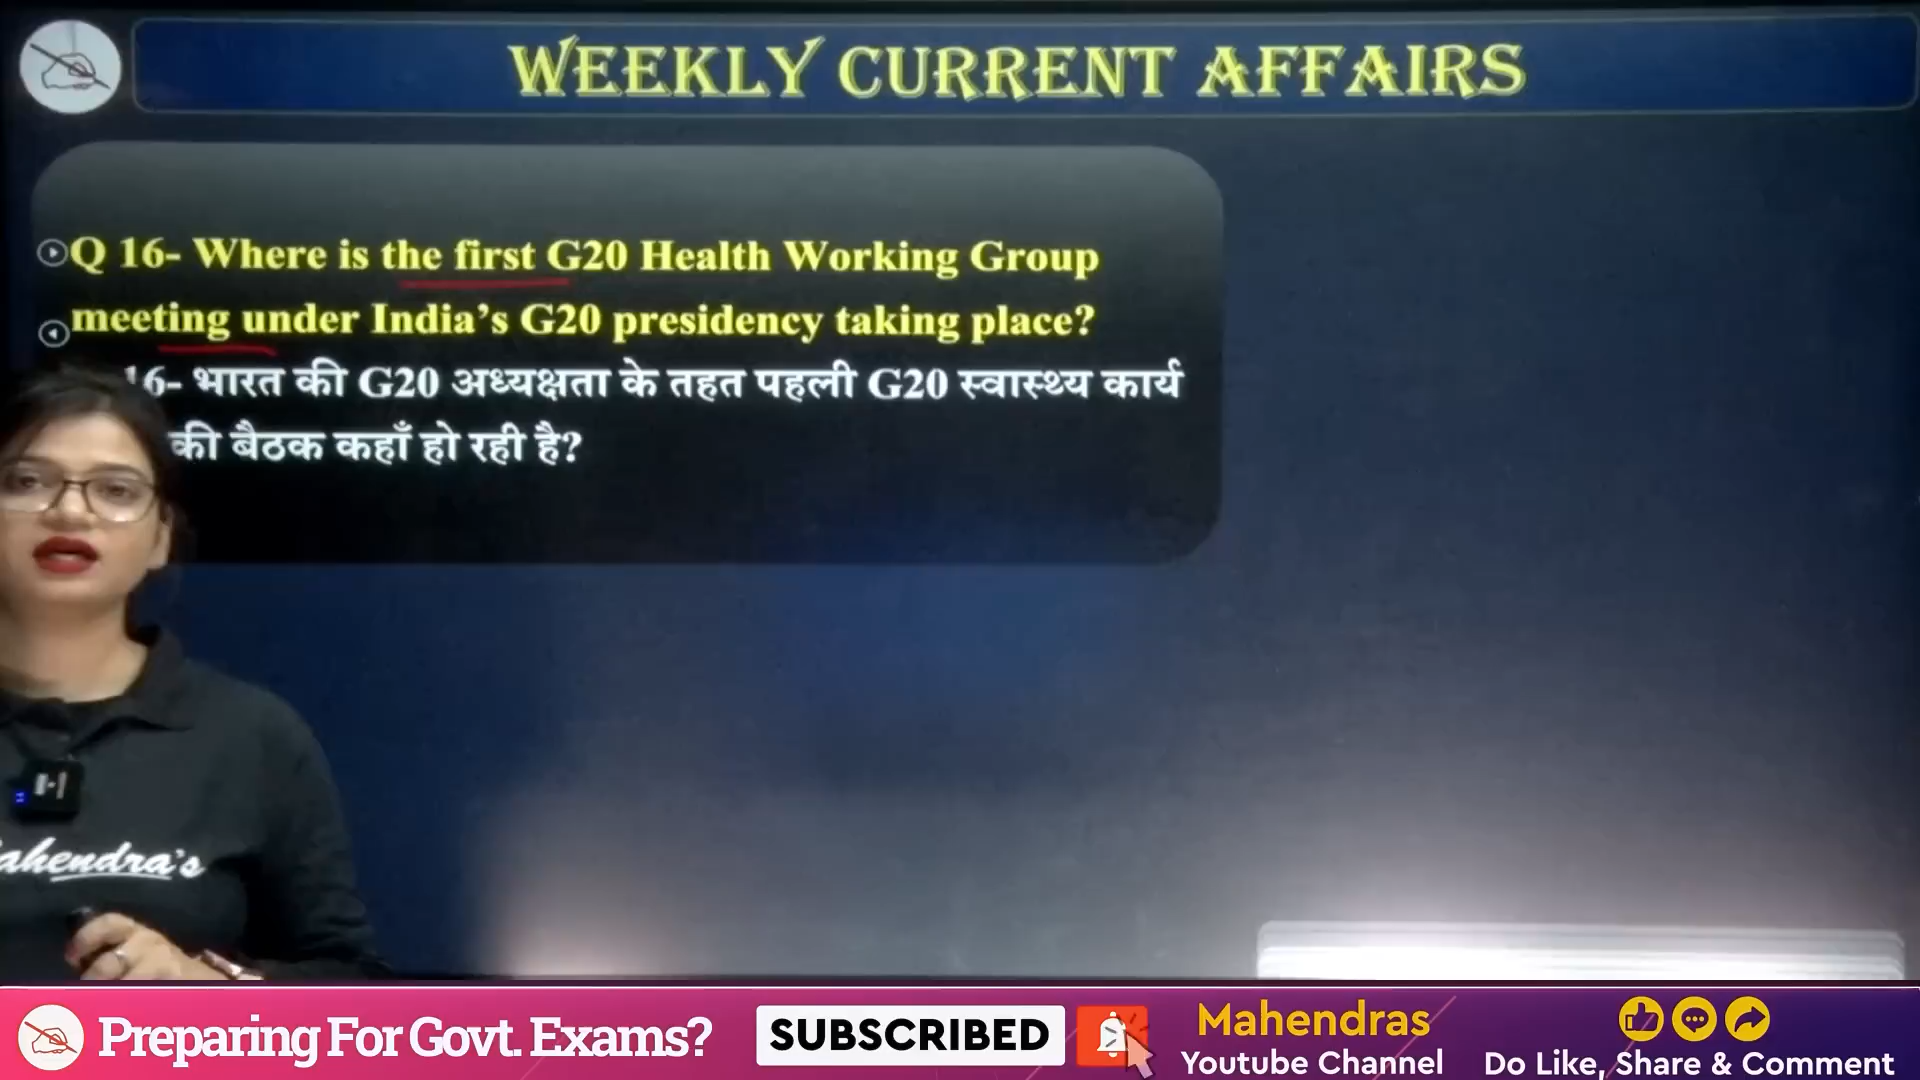 WEEKLY CURRENT AFFAIRS
Q 16- Where is the first G20 Health Working Group
meeting under India’s G20 presidency taking place?
16- भारत की G20 अध्यक्षता के तहत पहली G20 स्वास्थ्य कार्य
की बैठक कहाँ हो रही है?
Preparing For Govt. Exams?
SUBSCRIBED
Mahendras
Youtube Channel
Do Like, Share & Comment